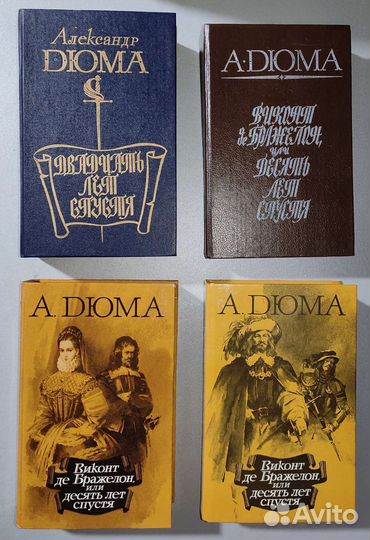 Александр
ДЮМА
ДВАДЦАТЬ
ЛЕТ
СПУСТЯ
А·ДЮМА
ВИКОНТ
де БРАЖЕЛОН,
ИЛИ
ДЕСЯТЬ
ЛЕТ
СПУСТЯ
А. ДЮМА
Виконт
де Бражелон,
или
десять лет
спустя
А. ДЮМА
Виконт
де Бражелон,
или
десять лет
спустя
Avito